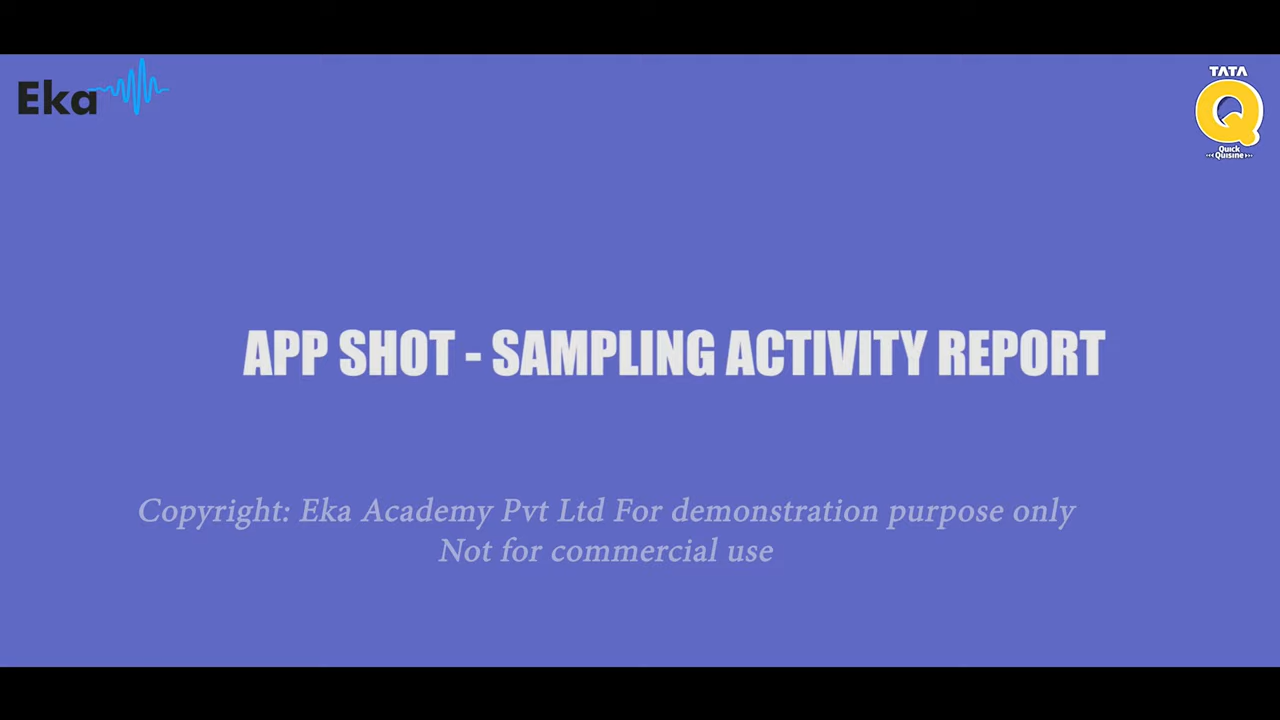 Eka
TATA
Q
Quick
Quisine
APP SHOT - SAMPLING ACTIVITY REPORT
Copyright: Eka Academy Pvt Ltd For demonstration purpose only
Not for commercial use